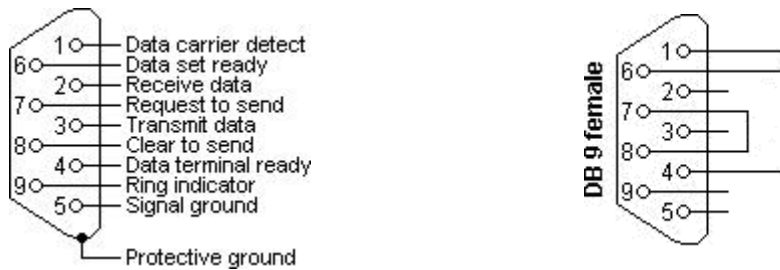 1 Data carrier detect
6 Data set ready
2 Receive data
7 Request to send
3 Transmit data
8 Clear to send
4 Data terminal ready
9 Ring indicator
5 Signal ground
Protective ground
DB 9 female
1
6
2
7
3
8
4
9
5